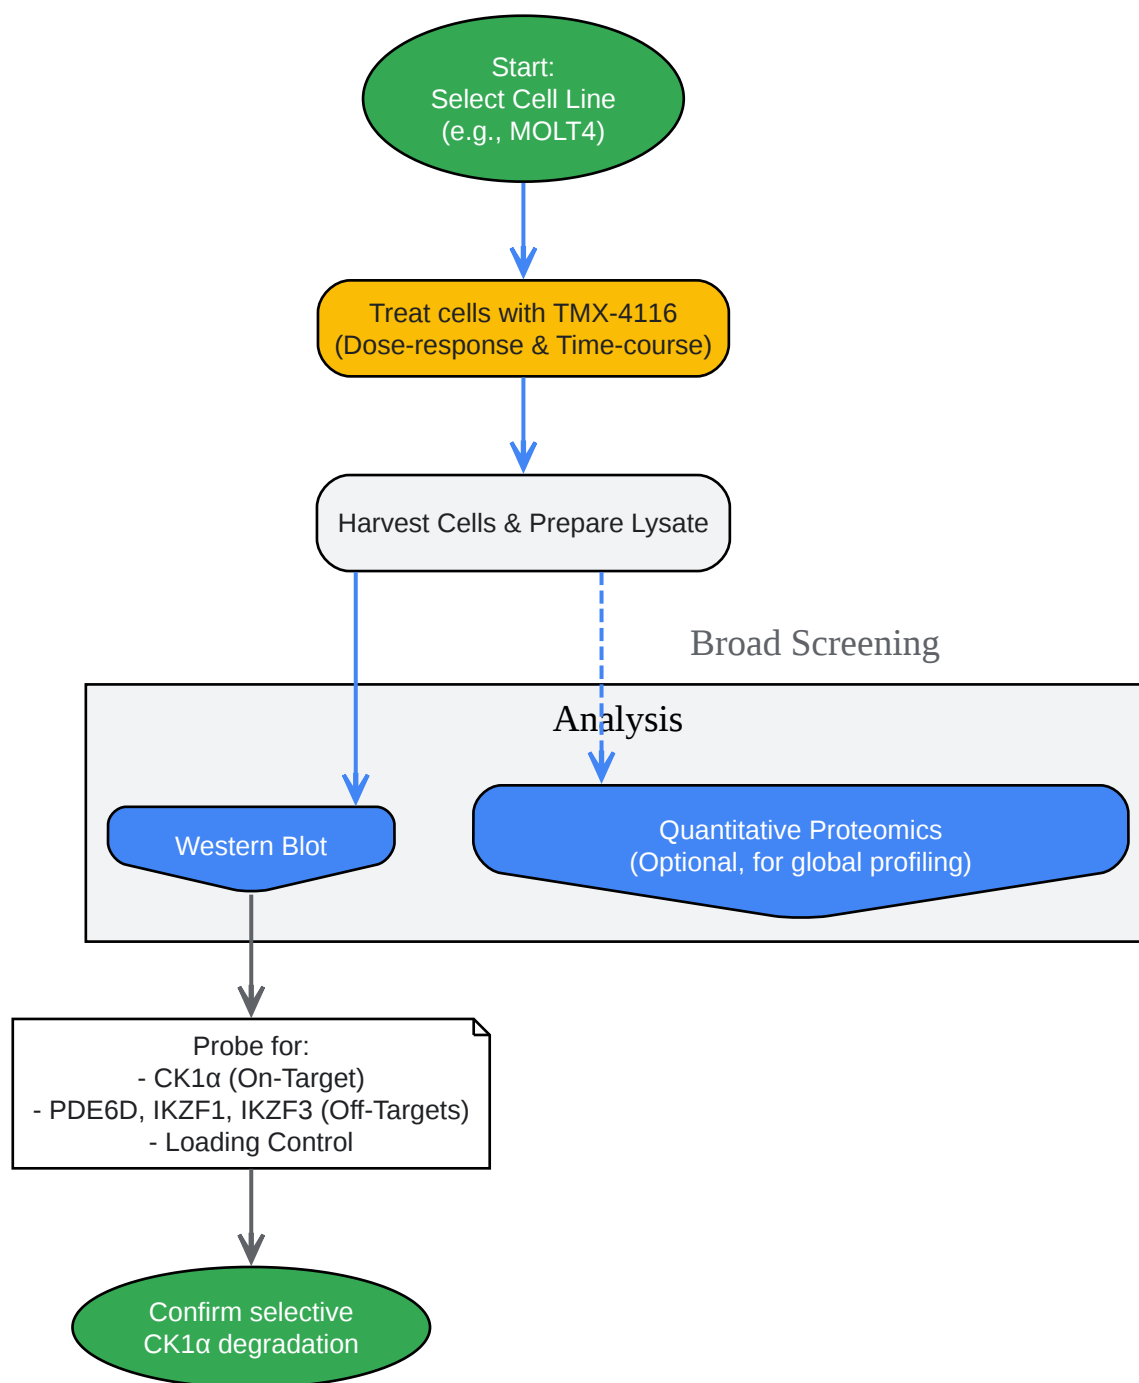 Start:
Select Cell Line
(e.g., MOLT4)
Treat cells with TMX-4116
(Dose-response & Time-course)
Harvest Cells & Prepare Lysate
Broad Screening
Analysis
Western Blot
Quantitative Proteomics
(Optional, for global profiling)
Probe for:
- CK1α (On-Target)
- PDE6D, IKZF1, IKZF3 (Off-Targets)
- Loading Control
Confirm selective
CK1α degradation